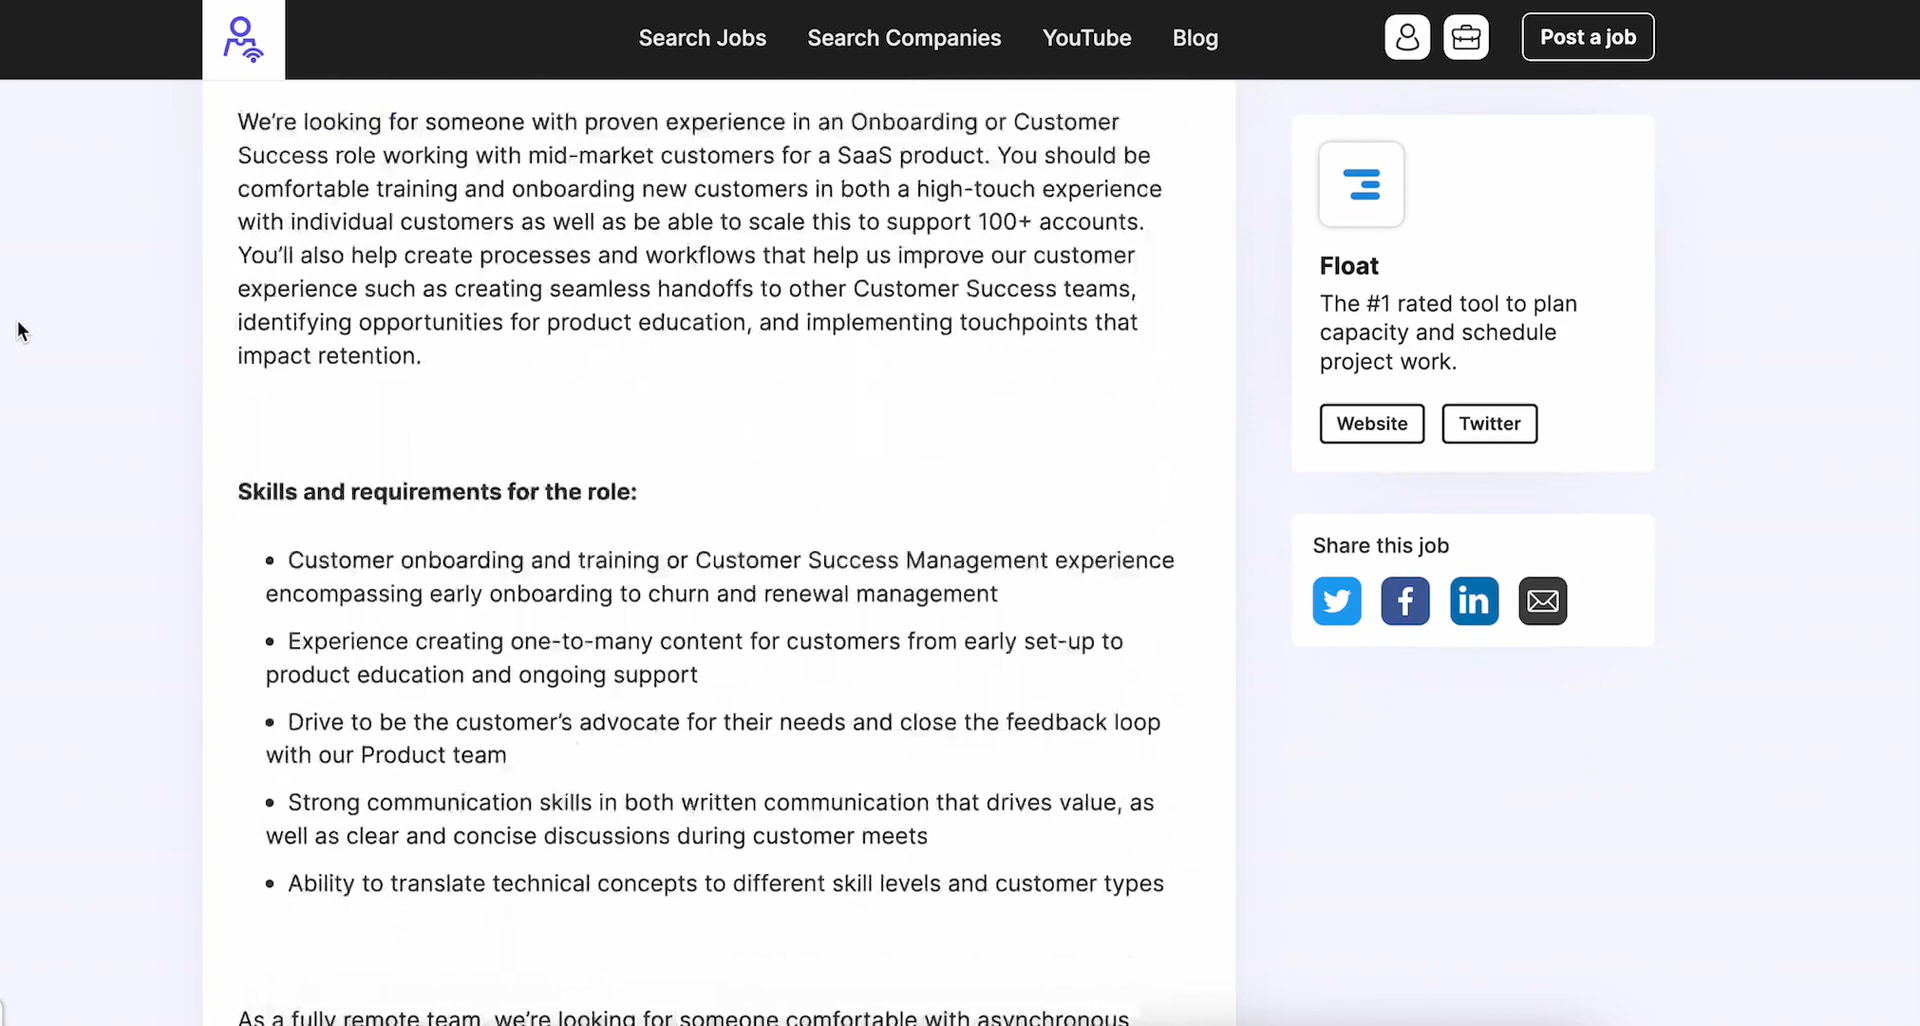 Search Jobs
Search Companies
YouTube
Blog
Post a job
We’re looking for someone with proven experience in an Onboarding or Customer
Success role working with mid-market customers for a SaaS product. You should be
comfortable training and onboarding new customers in both a high-touch experience
with individual customers as well as be able to scale this to support 100+ accounts.
You’ll also help create processes and workflows that help us improve our customer
experience such as creating seamless handoffs to other Customer Success teams,
identifying opportunities for product education, and implementing touchpoints that
impact retention.
Skills and requirements for the role:
• Customer onboarding and training or Customer Success Management experience
encompassing early onboarding to churn and renewal management
• Experience creating one-to-many content for customers from early set-up to
product education and ongoing support
• Drive to be the customer’s advocate for their needs and close the feedback loop
with our Product team
• Strong communication skills in both written communication that drives value, as
well as clear and concise discussions during customer meets
• Ability to translate technical concepts to different skill levels and customer types
As a fully remote team, we’re looking for someone comfortable with asynchronous
Float
The #1 rated tool to plan
capacity and schedule
project work.
Website
Twitter
Share this job